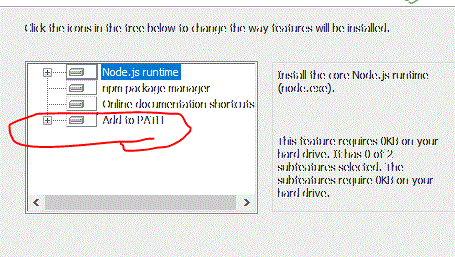 Click the icons in the tree below to change the way features will be installed.
Node.js runtime
npm package manager
Online documentation shortcuts
Add to PATH
Install the core Node.js runtime
(node.exe).
This feature requires 0KB on your
hard drive. It has 0 of 2
subfeatures selected. The
subfeatures require 0KB on your
hard drive.